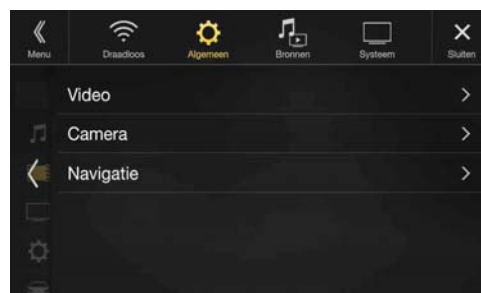 Menu
Draadloos
Algemeen
Bronnen
Systeem
Sluiten
Video
Camera
Navigatie